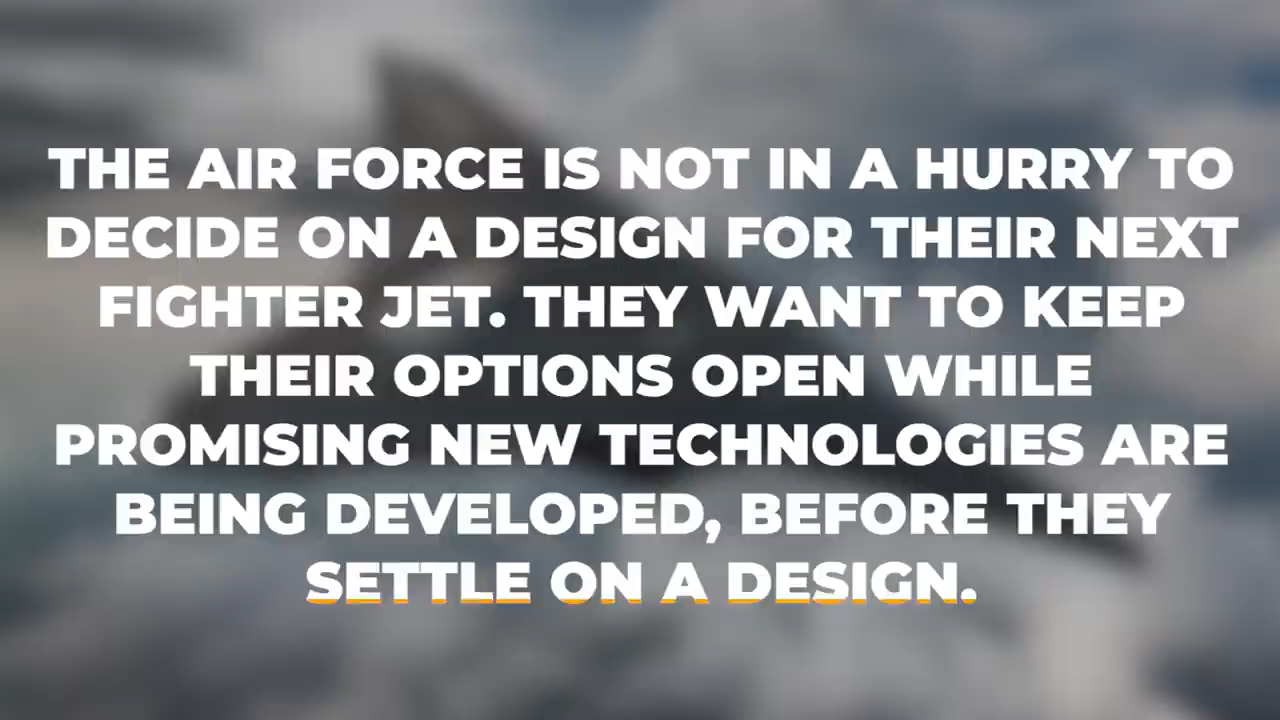 THE AIR FORCE IS NOT IN A HURRY TO
DECIDE ON A DESIGN FOR THEIR NEXT
FIGHTER JET. THEY WANT TO KEEP
THEIR OPTIONS OPEN WHILE
PROMISING NEW TECHNOLOGIES ARE
BEING DEVELOPED, BEFORE THEY
SETTLE ON A DESIGN.